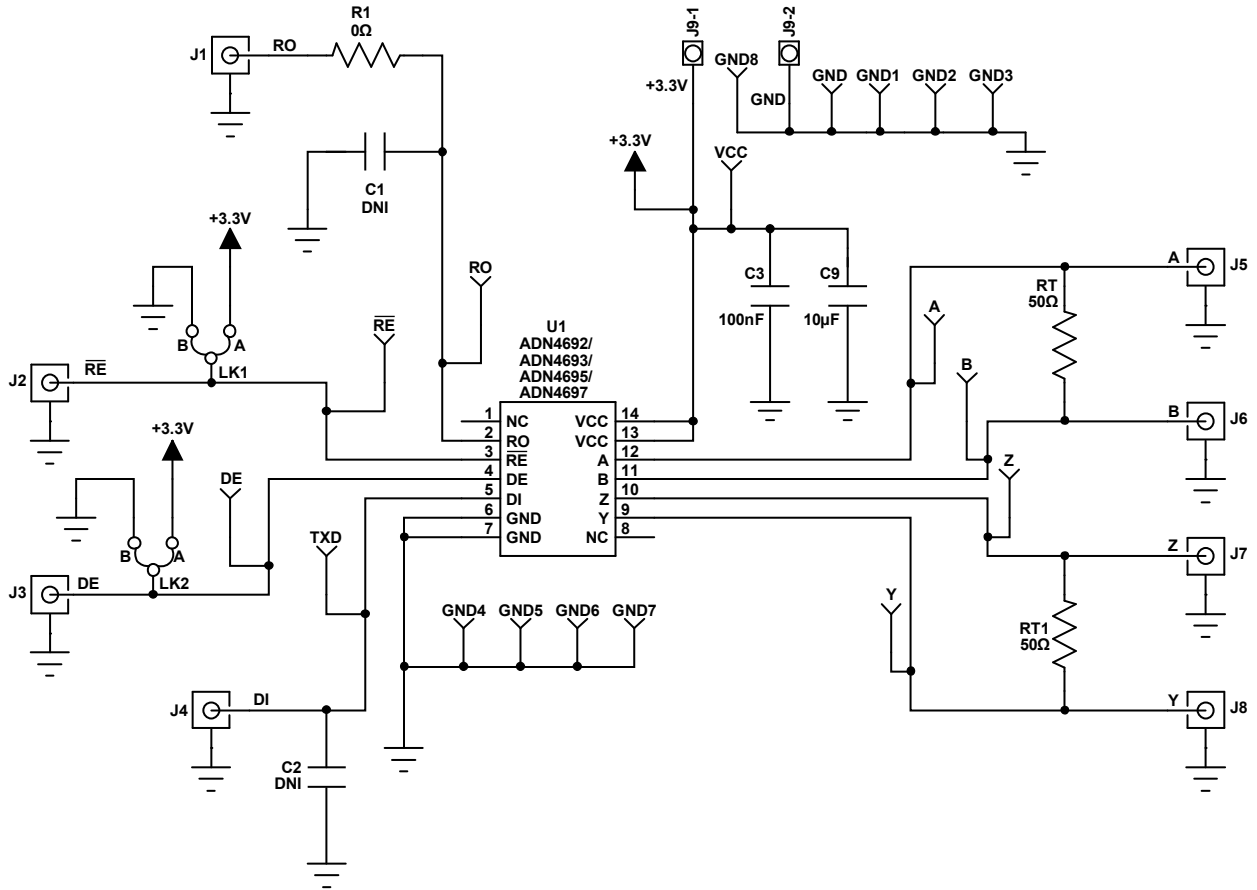 J1
RO
R1
0Ω
J9-1
J9-2
GND8
+3.3V
GND
GND
GND1
GND2
GND3
+3.3V
VCC
C1
DNI
+3.3V
RO
RE
B
A
LK1
J2
RE
C3
100nF
C9
10µF
A
J5
RT
50Ω
A
B
B
J6
Z
U1
ADN4692/
ADN4693/
ADN4695/
ADN4697
1 NC VCC 14
2 RO VCC 13
3 RE A 12
4 DE B 11
5 DI Z 10
6 GND Y 9
7 GND NC 8
+3.3V
DE
B
A
LK2
J3
DE
TXD
Z
J7
GND4
GND5
GND6
GND7
Y
RT1
50Ω
J4
DI
Y
J8
C2
DNI